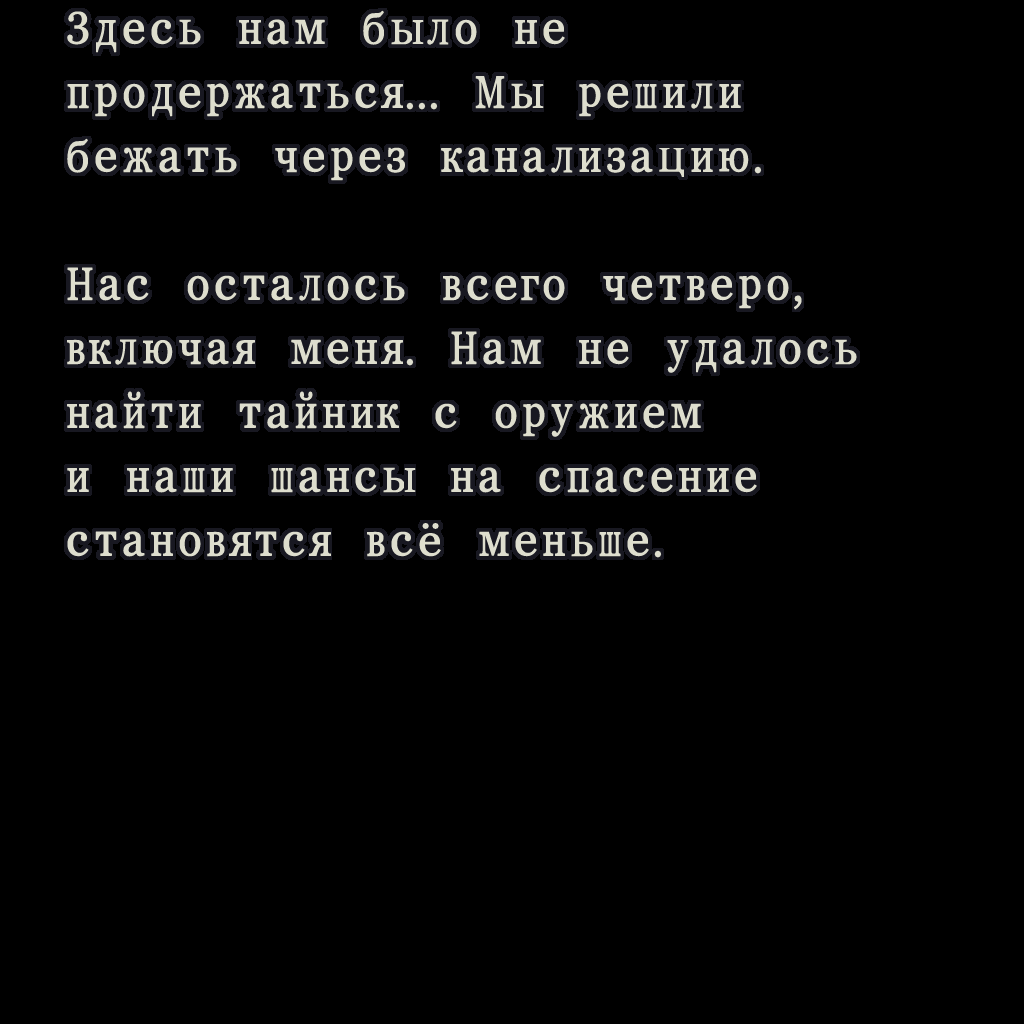 Здесь нам было не
продержаться... Мы решили
бежать через канализацию.
Нас осталось всего четверо,
включая меня. Нам не удалось
найти тайник с оружием
и наши шансы на спасение
становятся всё меньше.